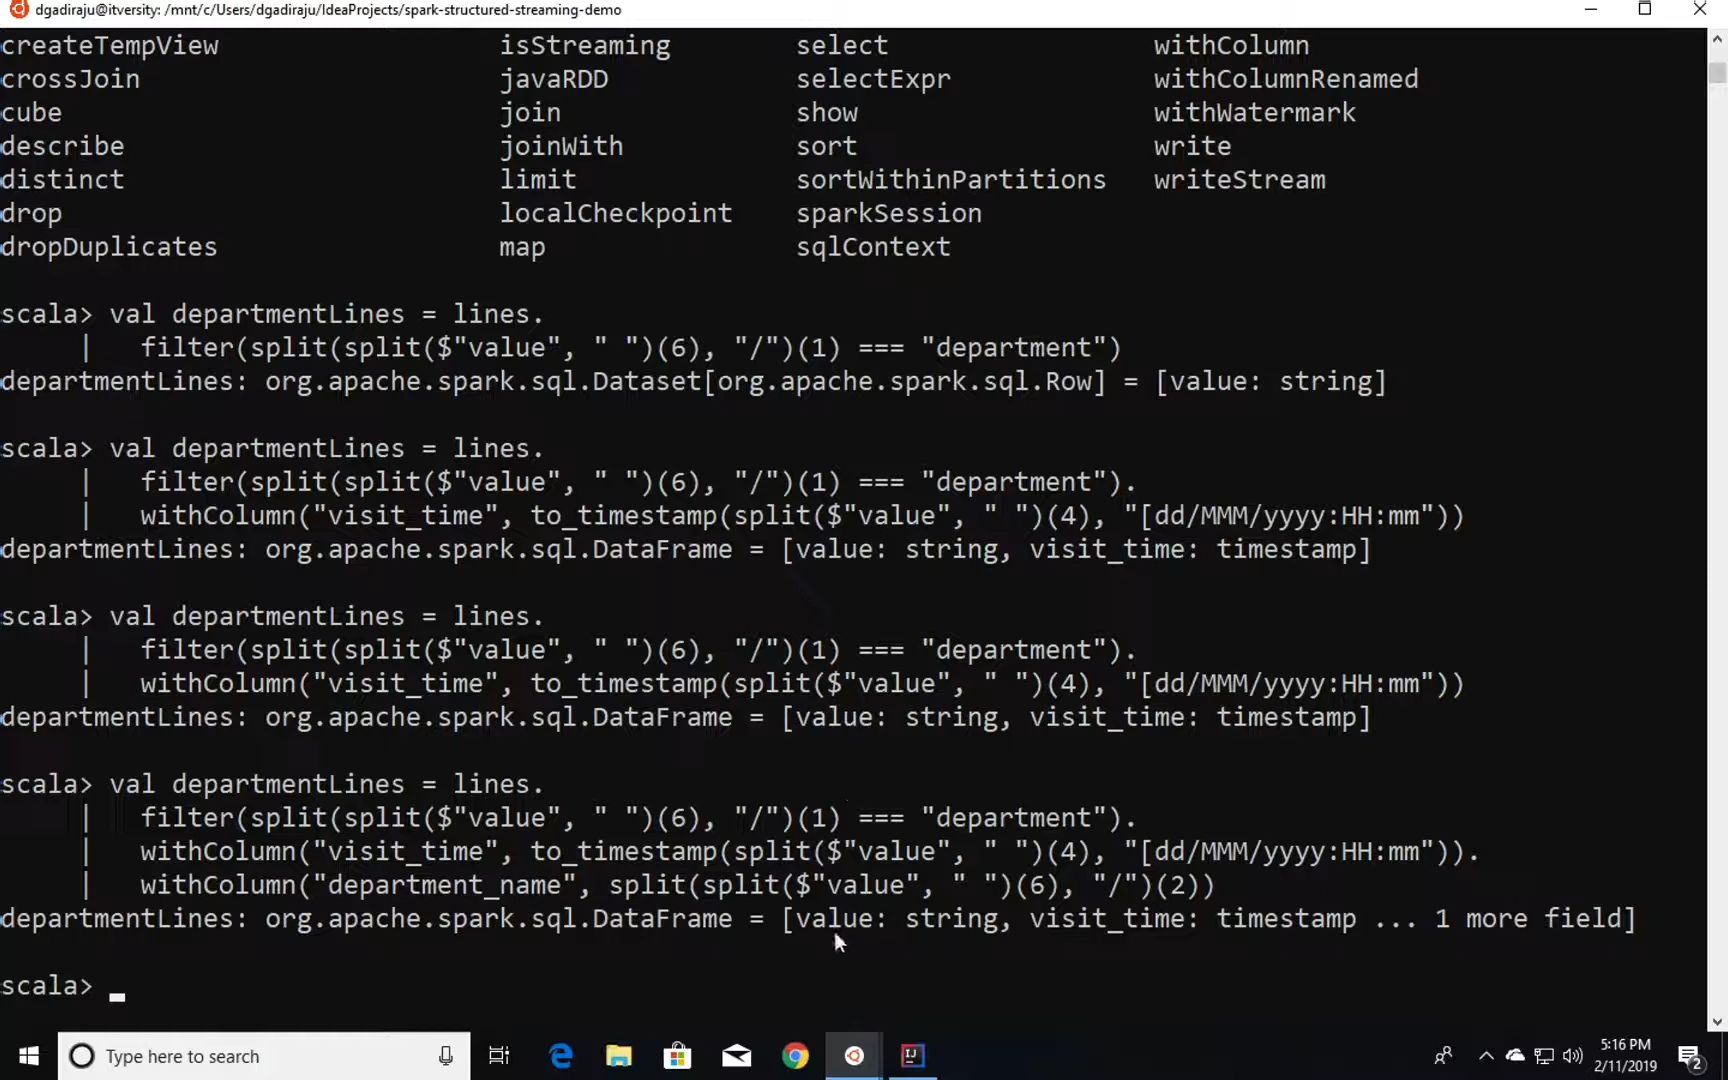 dgadiraju@itversity: /mnt/c/Users/dgadiraju/IdeaProjects/spark-structured-streaming-demo
createTempView isStreaming select withColumn
crossJoin javaRDD selectExpr withColumnRenamed
cube join show withWatermark
describe joinWith sort write
distinct limit sortWithinPartitions writeStream
drop localCheckpoint sparkSession
dropDuplicates map sqlContext
scala> val departmentLines = lines.
| filter(split(split($"value", " ")(6), "/")(1) === "department")
departmentLines: org.apache.spark.sql.Dataset[org.apache.spark.sql.Row] = [value: string]
scala> val departmentLines = lines.
| filter(split(split($"value", " ")(6), "/")(1) === "department").
| withColumn("visit_time", to_timestamp(split($"value", " ")(4), "[dd/MMM/yyyy:HH:mm"))
departmentLines: org.apache.spark.sql.DataFrame = [value: string, visit_time: timestamp]
scala> val departmentLines = lines.
| filter(split(split($"value", " ")(6), "/")(1) === "department").
| withColumn("visit_time", to_timestamp(split($"value", " ")(4), "[dd/MMM/yyyy:HH:mm"))
departmentLines: org.apache.spark.sql.DataFrame = [value: string, visit_time: timestamp]
scala> val departmentLines = lines.
| filter(split(split($"value", " ")(6), "/")(1) === "department").
| withColumn("visit_time", to_timestamp(split($"value", " ")(4), "[dd/MMM/yyyy:HH:mm")).
| withColumn("department_name", split(split($"value", " ")(6), "/")(2))
departmentLines: org.apache.spark.sql.DataFrame = [value: string, visit_time: timestamp ... 1 more field]
scala>
Type here to search
IJ
5:16 PM
2/11/2019
2